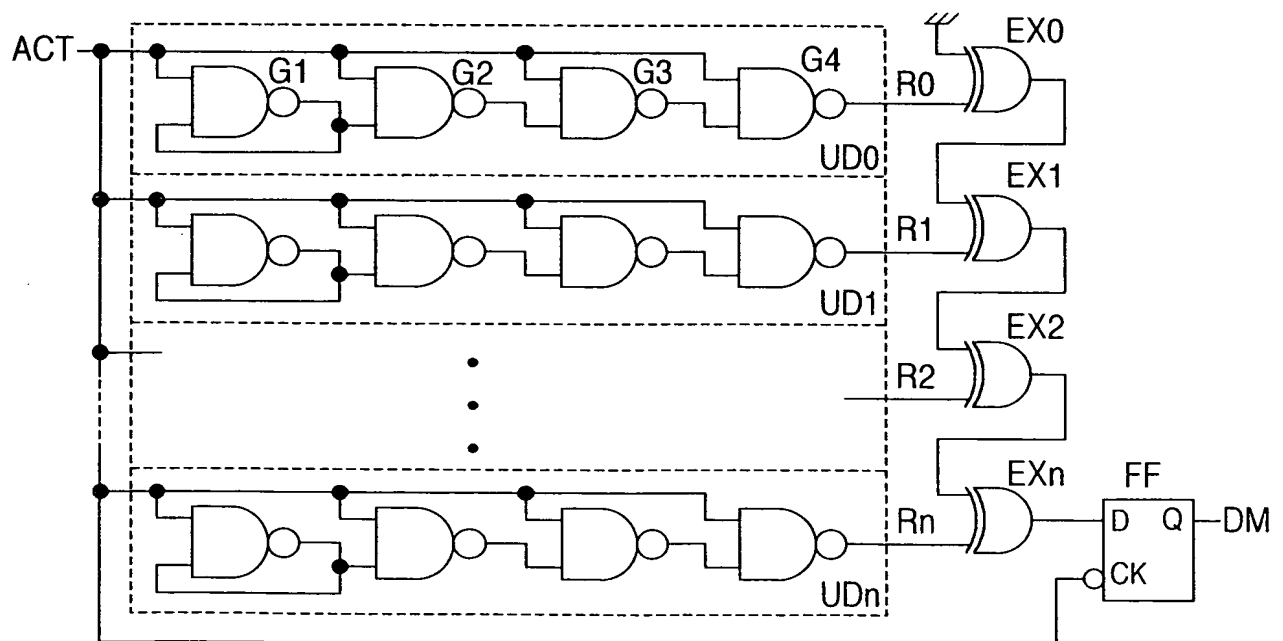 ACT
G1
G2
G3
G4
R0
EX0
UD0
R1
EX1
UD1
R2
EX2
Rn
EXn
UDn
FF
D Q
CK
DM